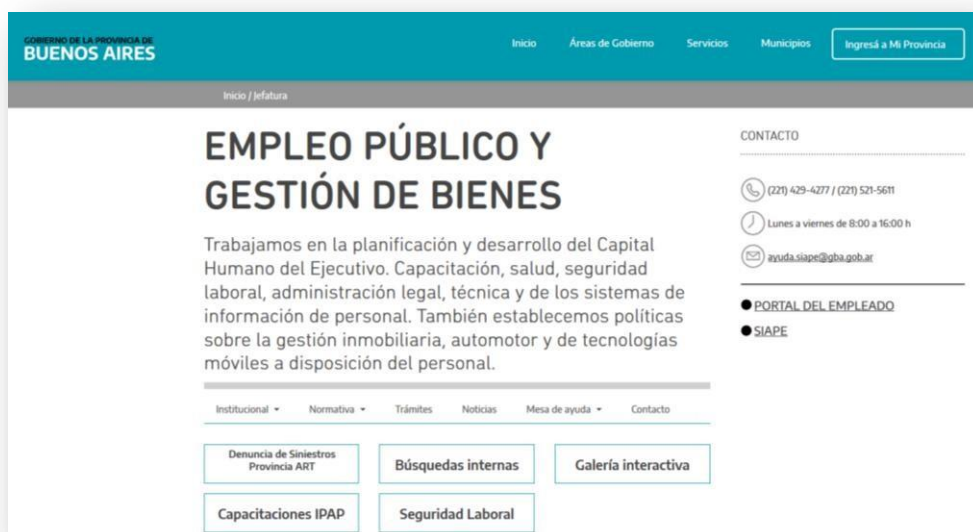 GOBIERNO DE LA PROVINCIA DE
BUENOS AIRES
Inicio Áreas de Gobierno Servicios Municipios Ingresá a Mi Provincia
Inicio / Jefatura
EMPLEO PÚBLICO Y
GESTIÓN DE BIENES
Trabajamos en la planificación y desarrollo del Capital
Humano del Ejecutivo. Capacitación, salud, seguridad
laboral, administración legal, técnica y de los sistemas de
información de personal. También establecemos políticas
sobre la gestión inmobiliaria, automotor y de tecnologías
móviles a disposición del personal.
CONTACTO
(221) 429-4277 / (221) 521-5611
Lunes a viernes de 8:00 a 16:00 h
ayuda.siape@gba.gob.ar
PORTAL DEL EMPLEADO
SIAPE
Institucional Normativa Trámites Noticias Mesa de ayuda Contacto
Denuncia de Siniestros
Provincia ART
Búsquedas internas
Galería interactiva
Capacitaciones IPAP
Seguridad Laboral